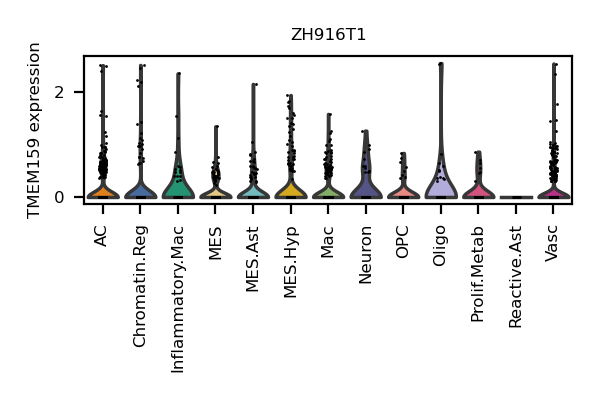 ZH916T1
TMEM159 expression
2
0
AC
Chromatin.Reg
Inflammatory.Mac
MES
MES.Ast
MES.Hyp
Mac
Neuron
OPC
Oligo
Prolif.Metab
Reactive.Ast
Vasc